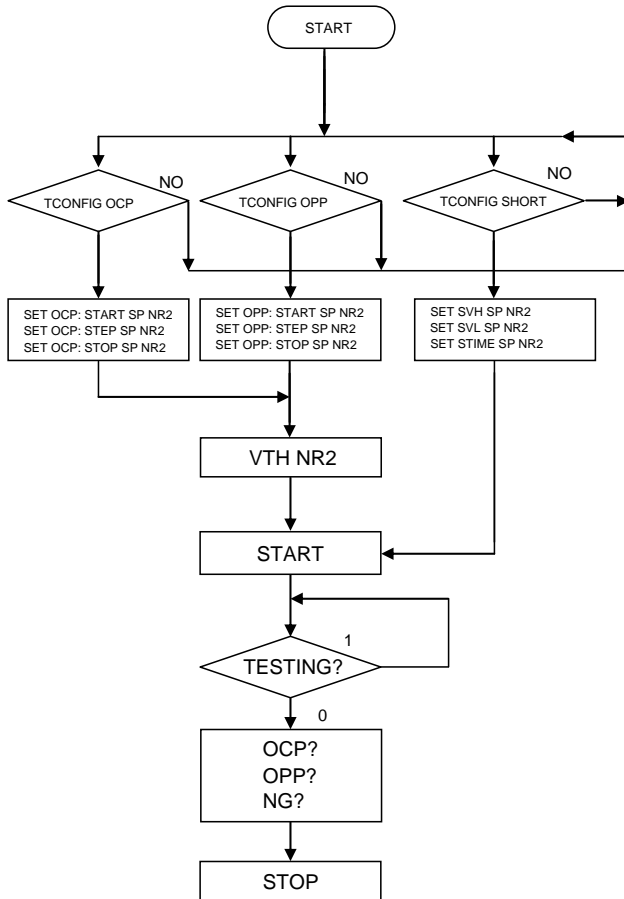 START
NO
NO
NO
TCONFIG OCP
TCONFIG OPP
TCONFIG SHORT
SET OCP: START SP NR2
SET OCP: STEP SP NR2
SET OCP: STOP SP NR2
SET OPP: START SP NR2
SET OPP: STEP SP NR2
SET OPP: STOP SP NR2
SET SVH SP NR2
SET SVL SP NR2
SET STIME SP NR2
VTH NR2
START
1
TESTING?
0
OCP?
OPP?
NG?
STOP